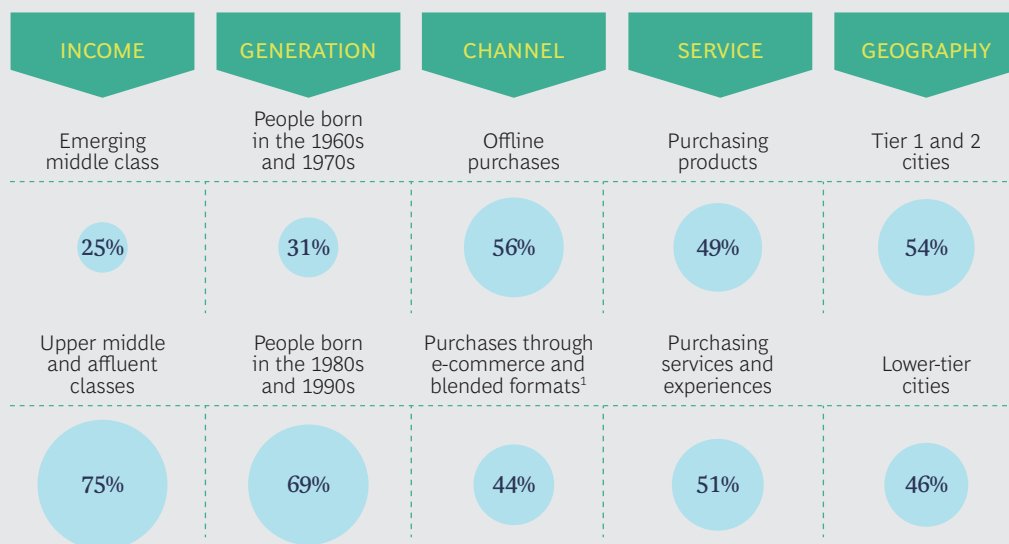 INCOME
GENERATION
CHANNEL
SERVICE
GEOGRAPHY
Emerging
middle class
People born
in the 1960s
and 1970s
Offline
purchases
Purchasing
products
Tier 1 and 2
cities
25%
31%
56%
49%
54%
Upper middle
and affluent
classes
People born
in the 1980s
and 1990s
Purchases through
e-commerce and
blended formats¹
Purchasing
services and
experiences
Lower-tier
cities
75%
69%
44%
51%
46%